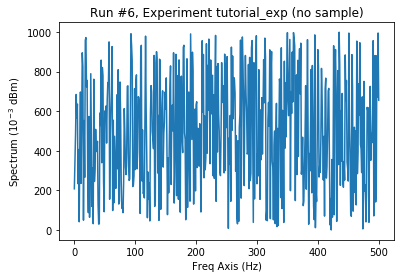 Run #6, Experiment tutorial_exp (no sample)
1000
800
600
400
200
0
Spectrum (10⁻³ dBm)
0 100 200 300 400 500
Freq Axis (Hz)